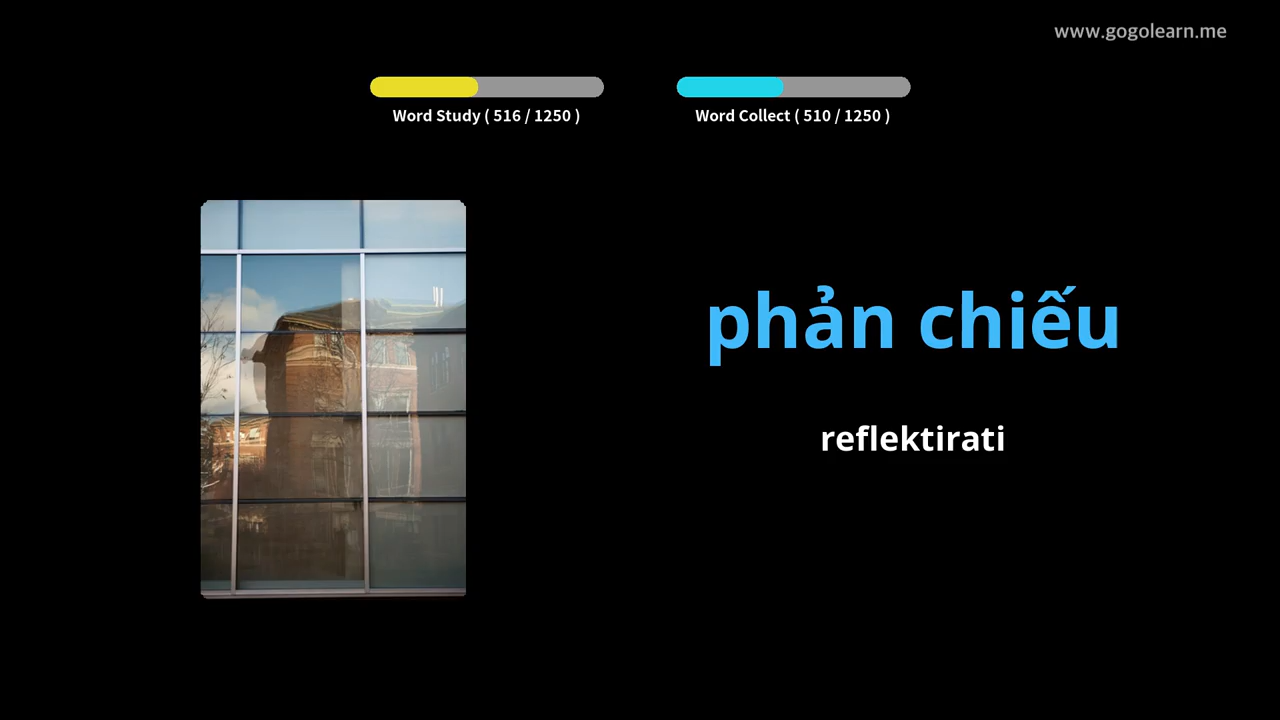 www.gogolearn.me
Word Study ( 516 / 1250 )
Word Collect ( 510 / 1250 )
phản chiếu
reflektirati